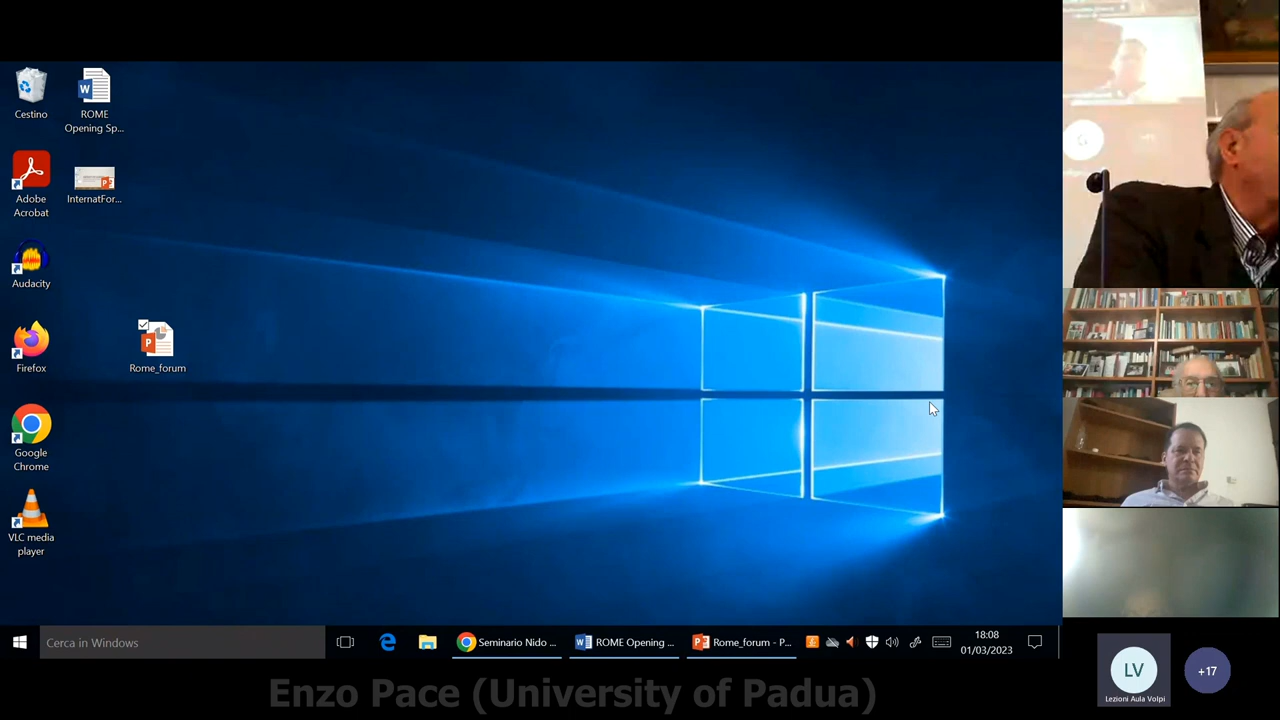 Cestino
ROME
Opening Sp...
Adobe
Acrobat
InternatFor...
Audacity
Firefox
Rome_forum
Google
Chrome
VLC media
player
Cerca in Windows
Seminario Nido ...
ROME Opening ...
Rome_forum - P...
18:08
01/03/2023
LV
Lezioni Aula Volpi
+17
G
Enzo Pace (University of Padua)